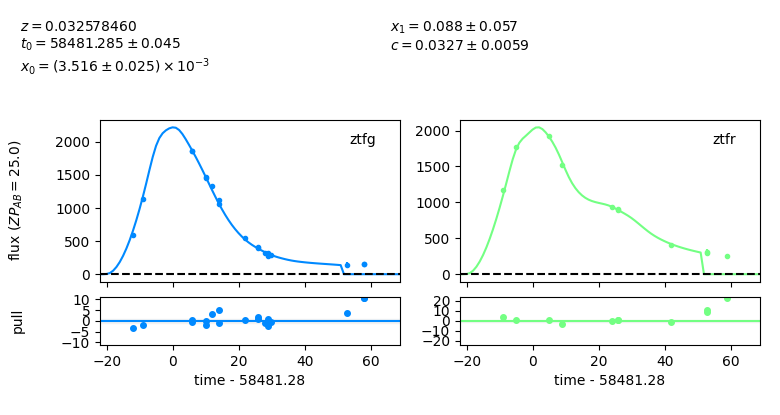 z = 0.032578460
t₀ = 58481.285 ± 0.045
x₀ = (3.516 ± 0.025) × 10⁻³
x₁ = 0.088 ± 0.057
c = 0.0327 ± 0.0059
flux (ZP_AB = 25.0)
2000
1500
1000
500
0
ztfg
2000
1500
1000
500
0
ztfr
pull
10
5
0
−5
−10
−20 0 20 40 60
time - 58481.28
20
10
0
−10
−20
−20 0 20 40 60
time - 58481.28